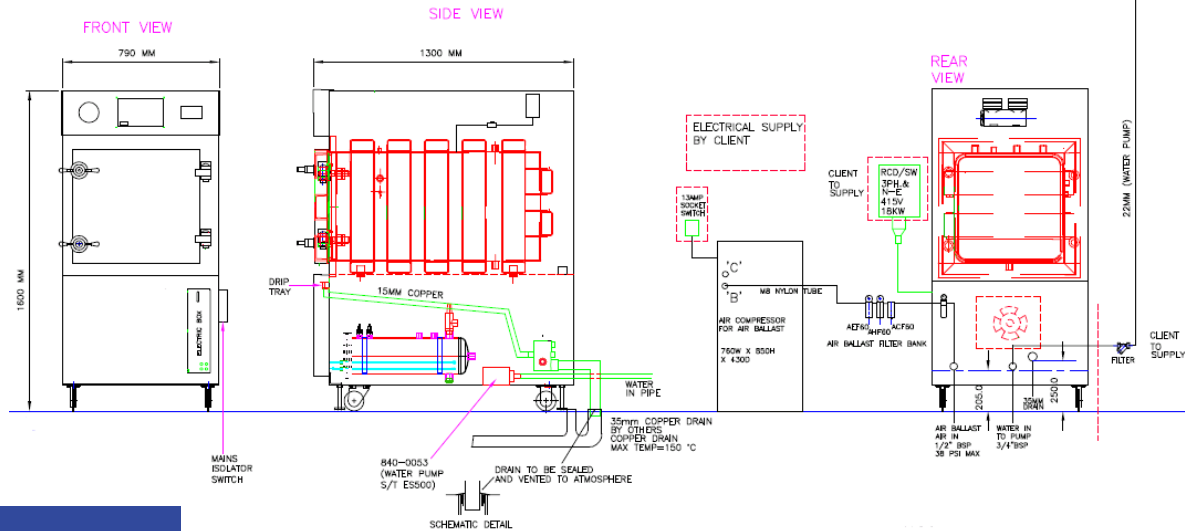 FRONT VIEW
790 MM
1600 MM
ELECTRIC BOX
MAINS
ISOLATOR
SWITCH
SIDE VIEW
1300 MM
DRIP
TRAY
15MM COPPER
WATER
IN PIPE
35mm COPPER DRAIN
BY OTHERS
COPPER DRAIN
MAX TEMP=150 °C
840-0053
(WATER PUMP
S/T ES500)
DRAIN TO BE SEALED
AND VENTED TO ATMOSPHERE
SCHEMATIC DETAIL
ELECTRICAL SUPPLY
BY CLIENT
13AMP
SOCKET
SWITCH
'C'
'B'
M8 NYLON TUBE
AIR COMPRESSOR
FOR AIR BALLAST
760W X 850H
X 430D
AEF60
AHF60
ACF60
AIR BALLAST FILTER BANK
CLIENT
TO
SUPPLY
RCD/SW
3PH.&
N-E
415V
18KW
REAR
VIEW
22MM (WATER PUMP)
CLIENT
TO
SUPPLY
FILTER
205.0
250.0
35MM
DRAIN
AIR BALLAST
AIR IN
1/2" BSP
38 PSI MAX
WATER IN
TO PUMP
3/4"BSP